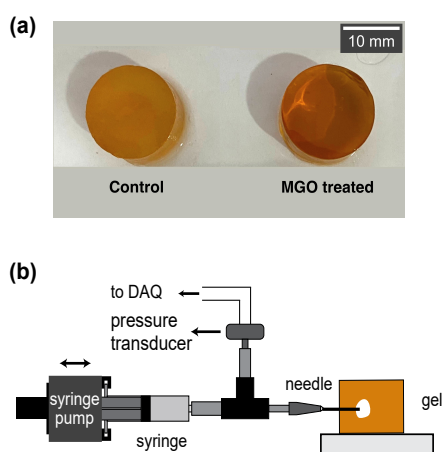 (a)
10 mm
Control
MGO treated
(b)
to DAQ
pressure
transducer
needle
gel
syringe
pump
syringe